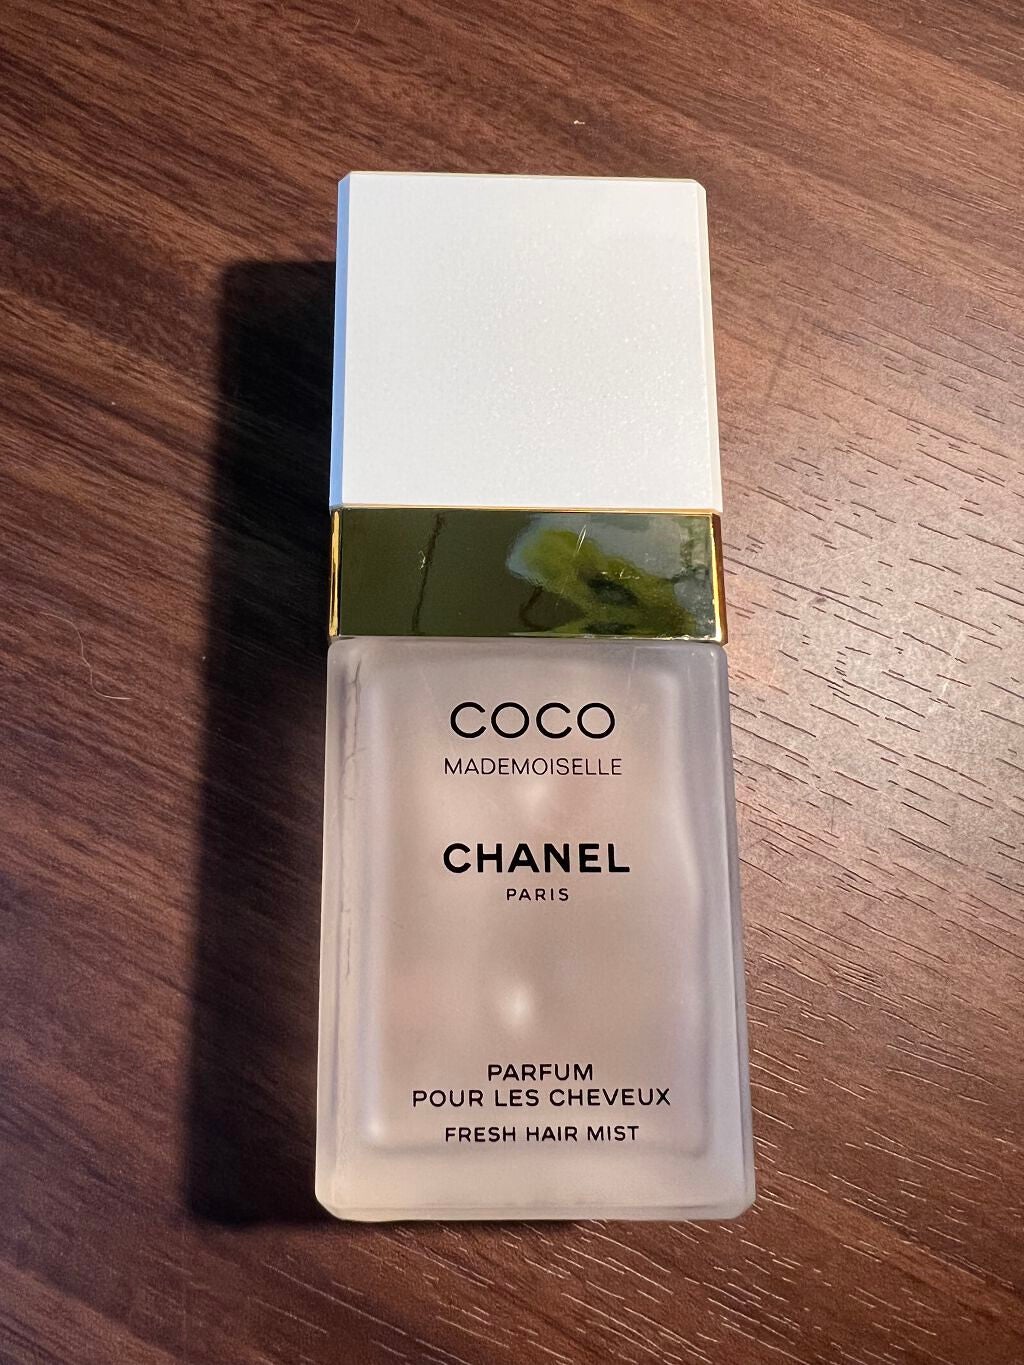 COCO
MADEMOISELLE
CHANEL
PARIS
PARFUM
POUR LES CHEVEUX
FRESH HAIR MIST